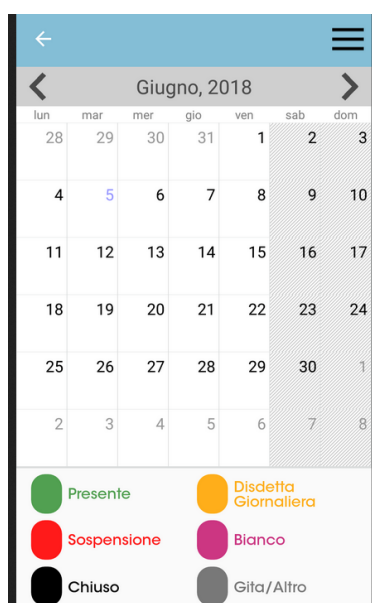 Giugno, 2018
lun mar mer gio ven sab dom
28 29 30 31 1 2 3
4 5 6 7 8 9 10
11 12 13 14 15 16 17
18 19 20 21 22 23 24
25 26 27 28 29 30 1
2 3 4 5 6 7 8
Presente
Disdetta
Giornaliera
Sospensione Bianco
Chiuso Gita/Altro